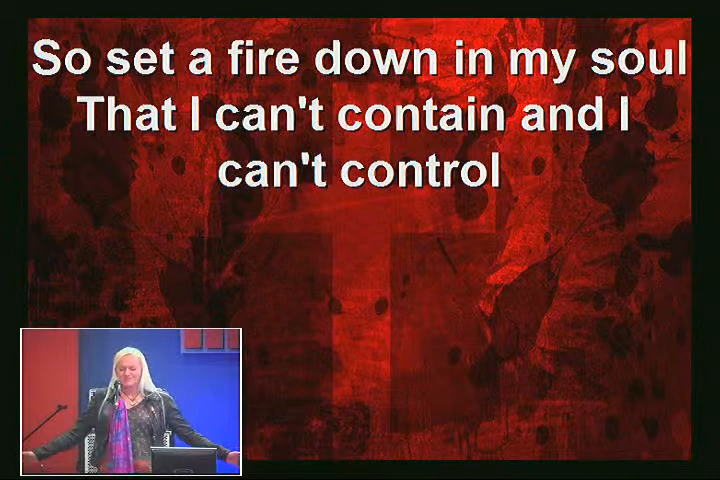 So set a fire down in my soul
That I can't contain and I
can't control